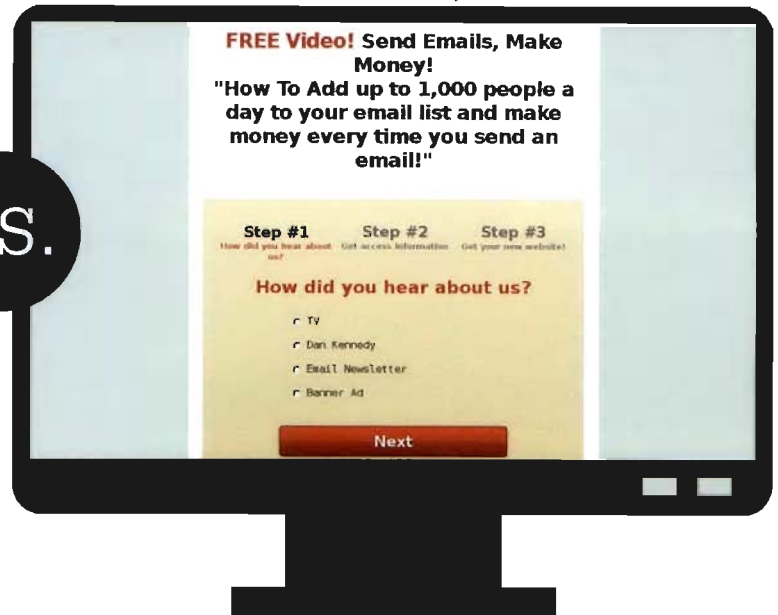 FREE Video! Send Emails, Make
Money!
"How To Add up to 1,000 people a
day to your email list and make
money every time you send an
email!"
S.
Step #1 Step #2 Step #3
How did you hear about us? Get access information Get your new website!
How did you hear about us?
TV
Dan Kennedy
Email Newsletter
Banner Ad
Next